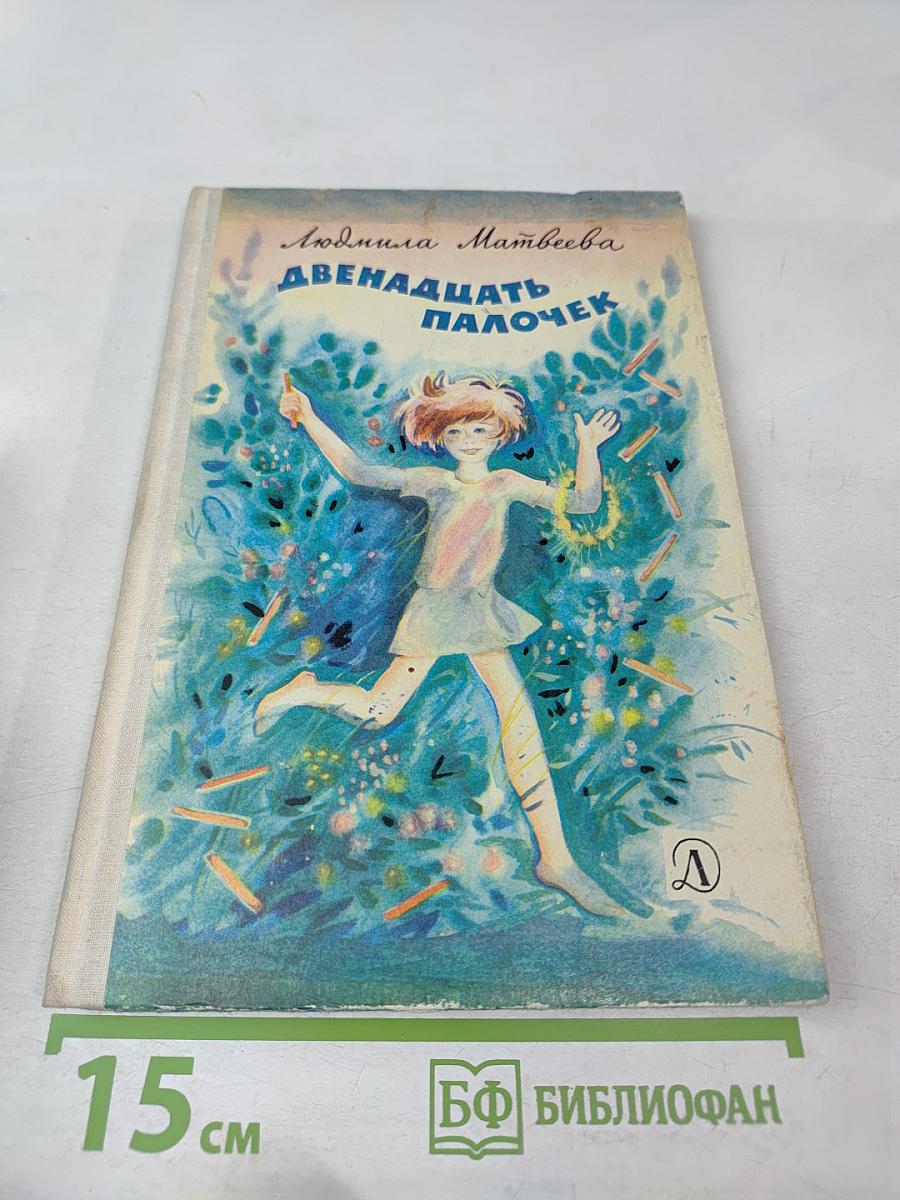 Людмила Матвеева
ДВЕНАДЦАТЬ
ПАЛОЧЕК
Д
15 см
БФ БИБЛИОФАН